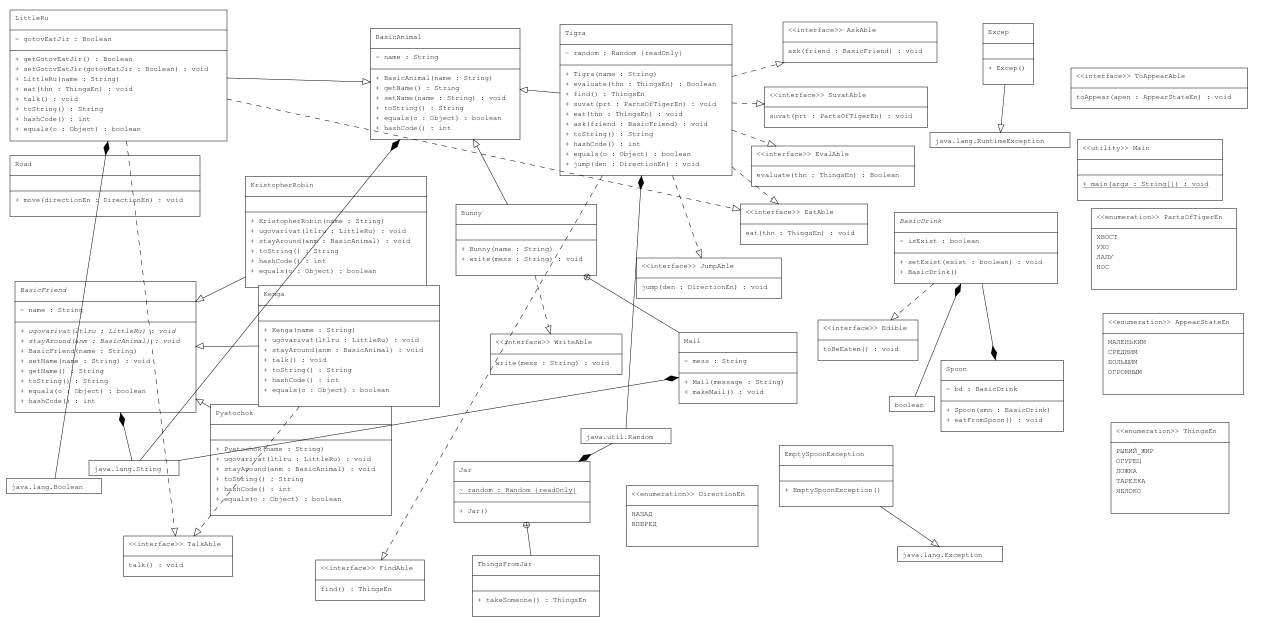 LittleRu
- gotovEatJir : Boolean
+ getGotovEatJir() : Boolean
+ setGotovEatJir(gotovEatJir : Boolean) : void
+ LittleRu(name : String)
+ eat(thn : ThingsEn) : void
+ talk() : void
+ toString() : String
+ hashCode() : int
+ equals(o : Object) : boolean
BasicAnimal
- name : String
+ BasicAnimal(name : String)
+ getName() : String
+ setName(name : String) : void
+ toString() : String
+ equals(o : Object) : boolean
+ hashCode() : int
Tigra
- random : Random {readOnly}
+ Tigra(name : String)
+ evaluate(thn : ThingsEn) : Boolean
+ find() : ThingsEn
+ suvat(prt : PartsOfTigerEn) : void
+ eat(thn : ThingsEn) : void
+ ask(friend : BasicFriend) : void
+ toString() : String
+ hashCode() : int
+ equals(o : Object) : boolean
+ jump(den : DirectionEn) : void
<<interface>> AskAble
ask(friend : BasicFriend) : void
<<interface>> SuvatAble
suvat(prt : PartsOfTigerEn) : void
<<interface>> EvalAble
evaluate(thn : ThingsEn) : Boolean
<<interface>> EatAble
eat(thn : ThingsEn) : void
Excep
+ Excep()
java.lang.RuntimeException
<<interface>> ToAppearAble
toAppear(apen : AppearStateEn) : void
<<utility>> Main
+ main(args : String[]) : void
Road
+ move(directionEn : DirectionEn) : void
KristopherRobin
+ KristopherRobin(name : String)
+ ugovarivat(ltlru : LittleRu) : void
+ stayAround(anm : BasicAnimal) : void
+ toString() : String
+ hashCode() : int
+ equals(o : Object) : boolean
Bunny
+ Bunny(name : String)
+ write(mess : String) : void
<<interface>> JumpAble
jump(den : DirectionEn) : void
BasicDrink
- isExist : boolean
+ setExist(exist : boolean) : void
+ BasicDrink()
<<enumeration>> PartsOfTigerEn
ХВОСТ
УХО
ЛАПУ
НОС
BasicFriend
- name : String
+ ugovarivat(ltlru : LittleRu) : void
+ stayAround(anm : BasicAnimal) : void
+ BasicFriend(name : String)
+ setName(name : String) : void
+ getName() : String
+ toString() : String
+ equals(o : Object) : boolean
+ hashCode() : int
Kenga
+ Kenga(name : String)
+ ugovarivat(ltlru : LittleRu) : void
+ stayAround(anm : BasicAnimal) : void
+ talk() : void
+ toString() : String
+ hashCode() : int
+ equals(o : Object) : boolean
<<interface>> WriteAble
write(mess : String) : void
Mail
- mess : String
+ Mail(message : String)
+ makeMail() : void
<<interface>> Edible
toBeEaten() : void
boolean
Spoon
- bd : BasicDrink
+ Spoon(smn : BasicDrink)
+ eatFromSpoon() : void
<<enumeration>> AppearStateEn
МАЛЕНЬКИМ
СРЕДНИМ
БОЛЬШИМ
ОГРОМНЫМ
Pyatochok
+ Pyatochok(name : String)
+ ugovarivat(ltlru : LittleRu) : void
+ stayAround(anm : BasicAnimal) : void
+ toString() : String
+ hashCode() : int
+ equals(o : Object) : boolean
java.lang.String
java.lang.Boolean
java.util.Random
Jar
- random : Random {readOnly}
+ Jar()
<<enumeration>> DirectionEn
НАЗАД
ВПЕРЕД
EmptySpoonException
+ EmptySpoonException()
<<enumeration>> ThingsEn
РЫБИЙ_ЖИР
ОГУРЕЦ
ЛОЖКА
ТАРЕЛКА
ЯБЛОКО
<<interface>> TalkAble
talk() : void
<<interface>> FindAble
find() : ThingsEn
ThingsFromJar
+ takeSomeone() : ThingsEn
java.lang.Exception